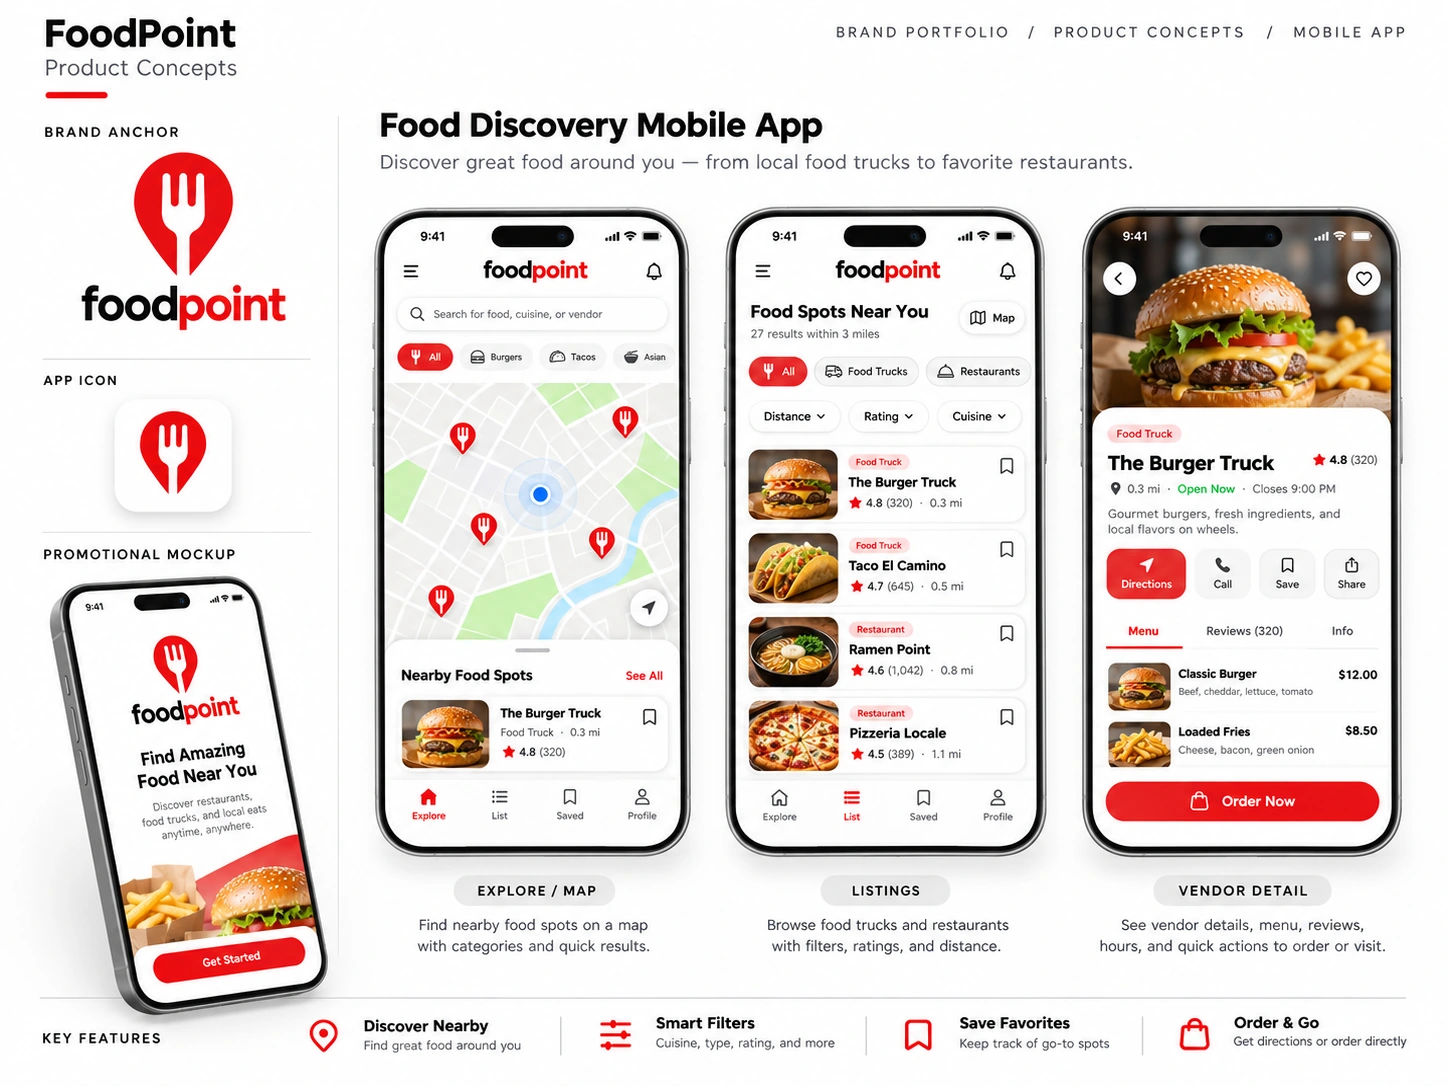 FoodPoint
Product Concepts
BRAND PORTFOLIO / PRODUCT CONCEPTS / MOBILE APP
BRAND ANCHOR
foodpoint
APP ICON
PROMOTIONAL MOCKUP
9:41
foodpoint
Find Amazing
Food Near You
Discover restaurants,
food trucks, and local eats
anytime, anywhere.
Get Started
Food Discovery Mobile App
Discover great food around you — from local food trucks to favorite restaurants.
9:41
foodpoint
Search for food, cuisine, or vendor
All
Burgers
Tacos
Asian
Nearby Food Spots
See All
The Burger Truck
Food Truck · 0.3 mi
4.8 (320)
Explore
List
Saved
Profile
EXPLORE / MAP
Find nearby food spots on a map
with categories and quick results.
9:41
foodpoint
Food Spots Near You
27 results within 3 miles
Map
All
Food Trucks
Restaurants
Distance
Rating
Cuisine
Food Truck
The Burger Truck
4.8 (320) · 0.3 mi
Food Truck
Taco El Camino
4.7 (645) · 0.5 mi
Restaurant
Ramen Point
4.6 (1,042) · 0.8 mi
Restaurant
Pizzeria Locale
4.5 (389) · 1.1 mi
Explore
List
Saved
Profile
LISTINGS
Browse food trucks and restaurants
with filters, ratings, and distance.
9:41
Food Truck
The Burger Truck
4.8 (320)
0.3 mi · Open Now · Closes 9:00 PM
Gourmet burgers, fresh ingredients, and
local flavors on wheels.
Directions
Call
Save
Share
Menu
Reviews (320)
Info
Classic Burger
$12.00
Beef, cheddar, lettuce, tomato
Loaded Fries
$8.50
Cheese, bacon, green onion
Order Now
VENDOR DETAIL
See vendor details, menu, reviews,
hours, and quick actions to order or visit.
KEY FEATURES
Discover Nearby
Find great food around you
Smart Filters
Cuisine, type, rating, and more
Save Favorites
Keep track of go-to spots
Order & Go
Get directions or order directly